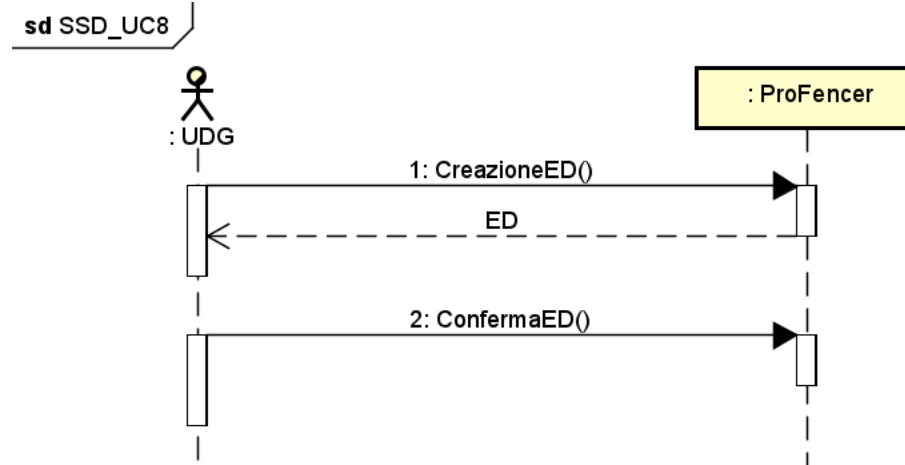 sd SSD_UC8
: UDG
: ProFencer
1: CreazioneED()
ED
2: ConfermaED()